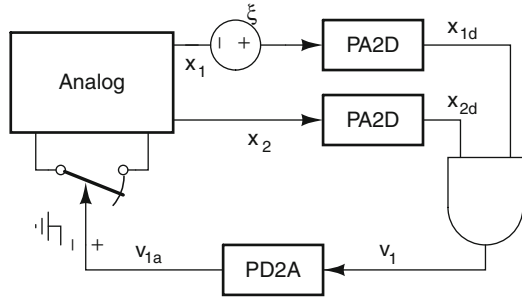 ξ
− +
PA2D
x1d
Analog
x1
x2d
PA2D
x2
− +
v1a
PD2A
v1